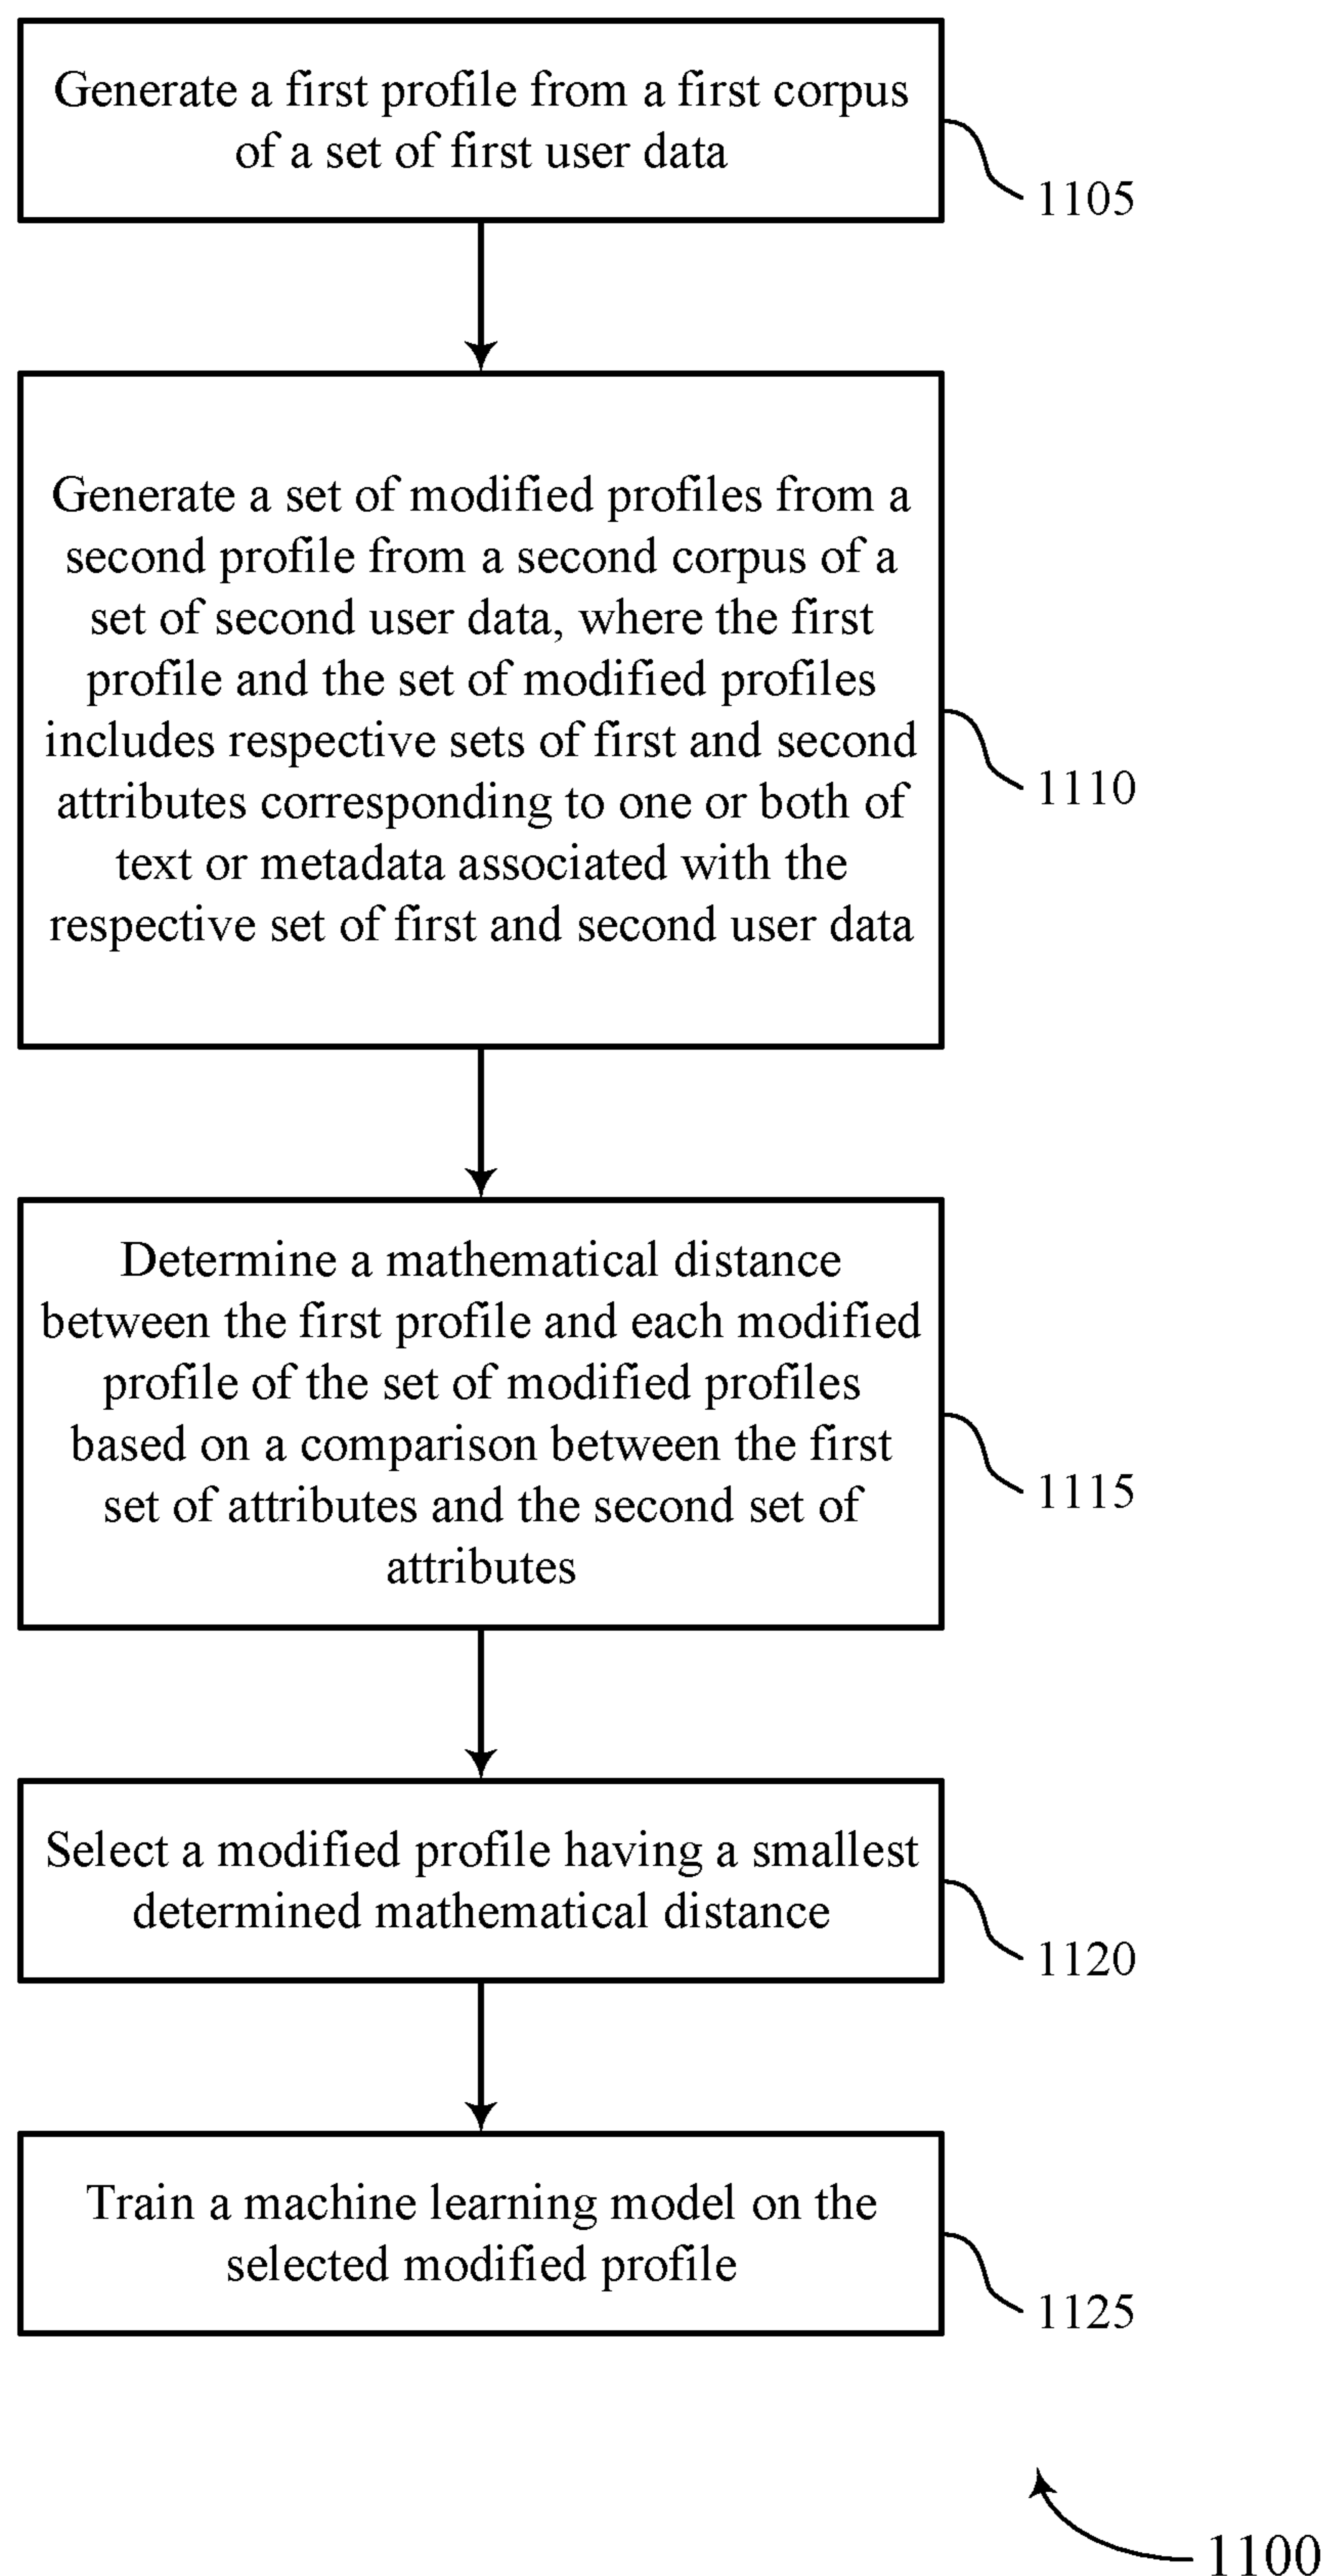 Generate a first profile from a first corpus
of a set of first user data
1105
Generate a set of modified profiles from a
second profile from a second corpus of a
set of second user data, where the first
profile and the set of modified profiles
includes respective sets of first and second
attributes corresponding to one or both of
text or metadata associated with the
respective set of first and second user data
1110
Determine a mathematical distance
between the first profile and each modified
profile of the set of modified profiles
based on a comparison between the first
set of attributes and the second set of
attributes
1115
Select a modified profile having a smallest
determined mathematical distance
1120
Train a machine learning model on the
selected modified profile
1125
1100